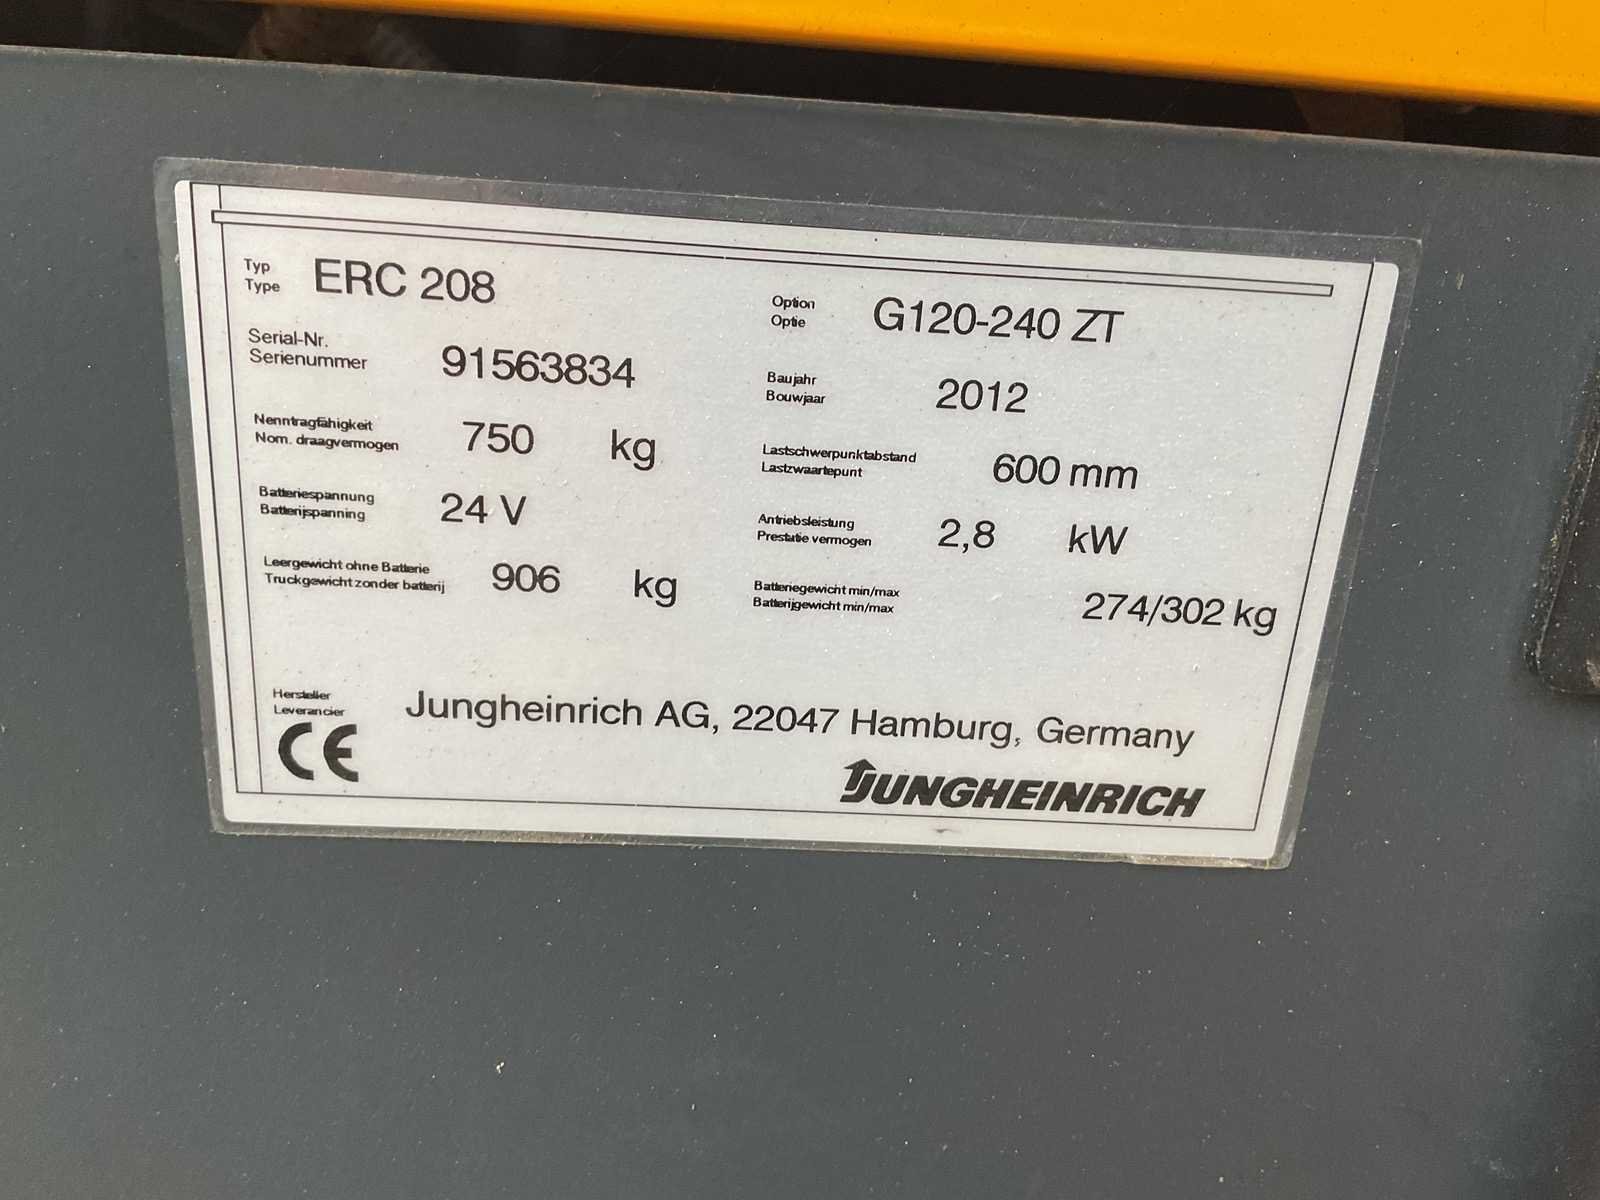 Typ
Type
ERC 208
Option
Optie
G120-240 ZT
Serial-Nr.
Serienummer
91563834
Baujahr
Bouwjaar
2012
Nenntragfähigkeit
Nom. draagvermogen
750 kg
Lastschwerpunktabstand
Lastzwaartepunt
600 mm
Batteriespannung
Batterijspanning
24 V
Antriebsleistung
Prestatie vermogen
2,8 kW
Leergewicht ohne Batterie
Truckgewicht zonder batterij
906 kg
Batteriegewicht min/max
Batterijgewicht min/max
274/302 kg
Hersteller
Leverancier
Jungheinrich AG, 22047 Hamburg, Germany
CE
JUNGHEINRICH